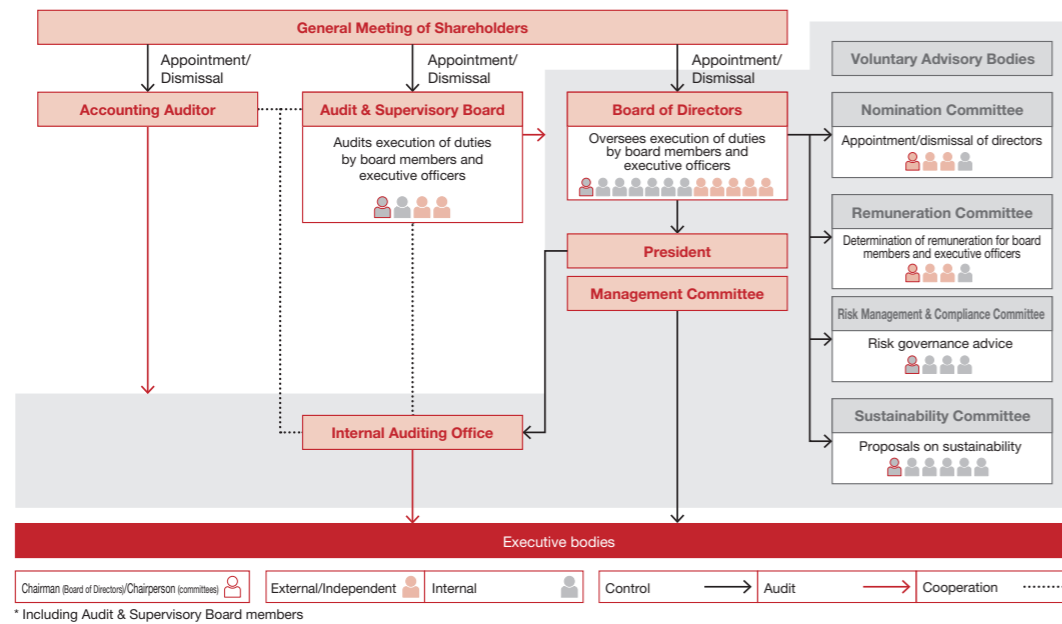 General Meeting of Shareholders
Appointment/
Dismissal
Appointment/
Dismissal
Appointment/
Dismissal
Voluntary Advisory Bodies
Accounting Auditor
Audit & Supervisory Board
Audits execution of duties
by board members and
executive officers
Board of Directors
Oversees execution of duties
by board members and
executive officers
Nomination Committee
Appointment/dismissal of directors
Remuneration Committee
Determination of remuneration for board
members and executive officers
President
Management Committee
Risk Management & Compliance Committee
Risk governance advice
Internal Auditing Office
Sustainability Committee
Proposals on sustainability
Executive bodies
Chairman (Board of Directors)/Chairperson (committees)
External/Independent
Internal
Control
Audit
Cooperation
* Including Audit & Supervisory Board members